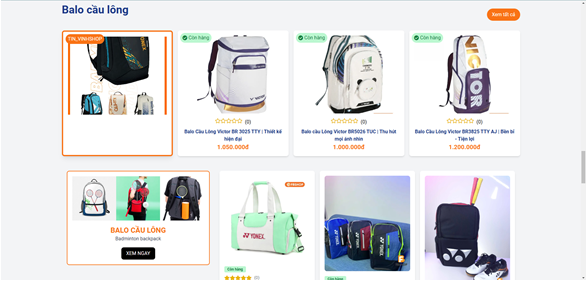 Balo cầu lông
Xem tất cả
TIN_VINHSHOP
Còn hàng
Còn hàng
Còn hàng
VICTOR
(0)
(0)
(0)
Balo Cầu Lông Victor BR 3025 TTY | Thiết kế
hiện đại
1.050.000đ
Balo cầu Lông Victor BR5026 TUC | Thu hút
mọi ánh nhìn
1.000.000đ
Balo Cầu Lông Victor BR3825 TTY AJ | Bền bỉ
- Tiện lợi
1.200.000đ
BALO CẦU LÔNG
Badminton backpack
XEM NGAY
YONEX
Còn hàng
(0)
Còn hàng
YONEX